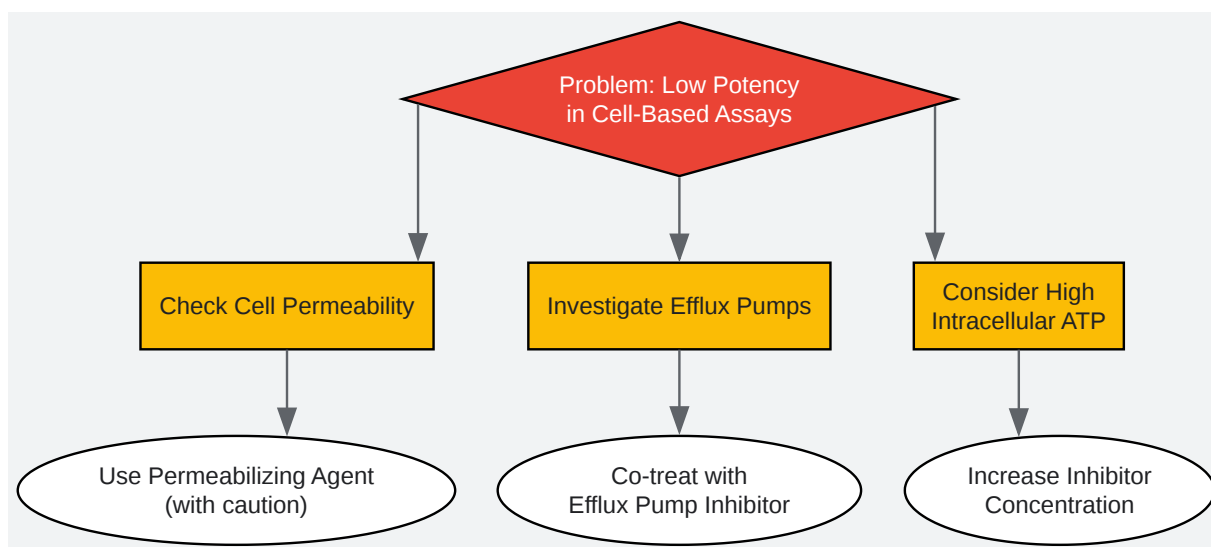 Problem: Low Potency
in Cell-Based Assays
Check Cell Permeability
Investigate Efflux Pumps
Consider High
Intracellular ATP
Use Permeabilizing Agent
(with caution)
Co-treat with
Efflux Pump Inhibitor
Increase Inhibitor
Concentration